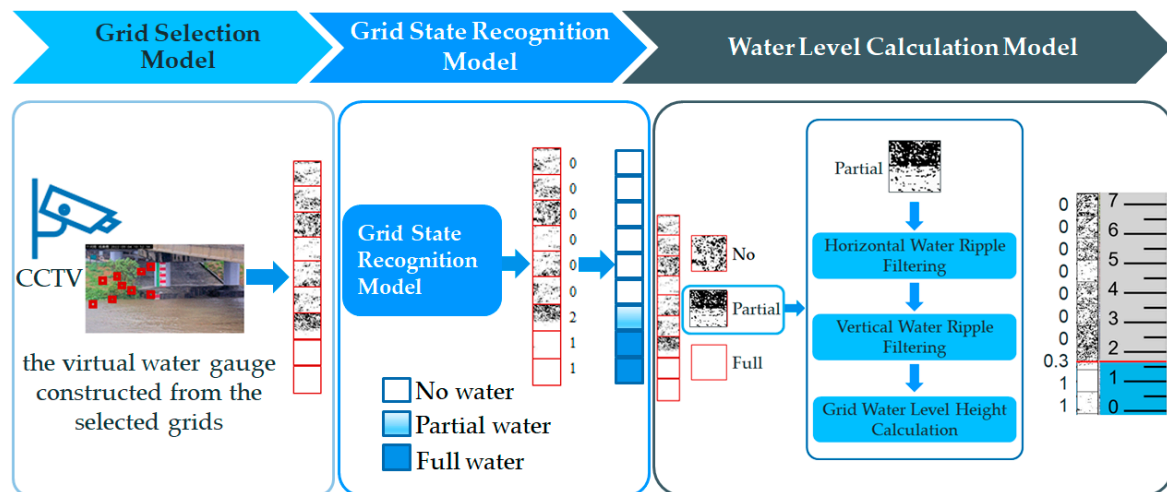 Grid Selection
Model
Grid State Recognition
Model
Water Level Calculation Model
CCTV
the virtual water gauge
constructed from the
selected grids
Grid State
Recognition
Model
0
0
0
0
0
0
2
1
1
No water
Partial water
Full water
No
Partial
Full
Partial
Horizontal Water Ripple
Filtering
Vertical Water Ripple
Filtering
Grid Water Level Height
Calculation
0
0
0
0
0
0
0.3
1
1
7
6
5
4
3
2
1
0